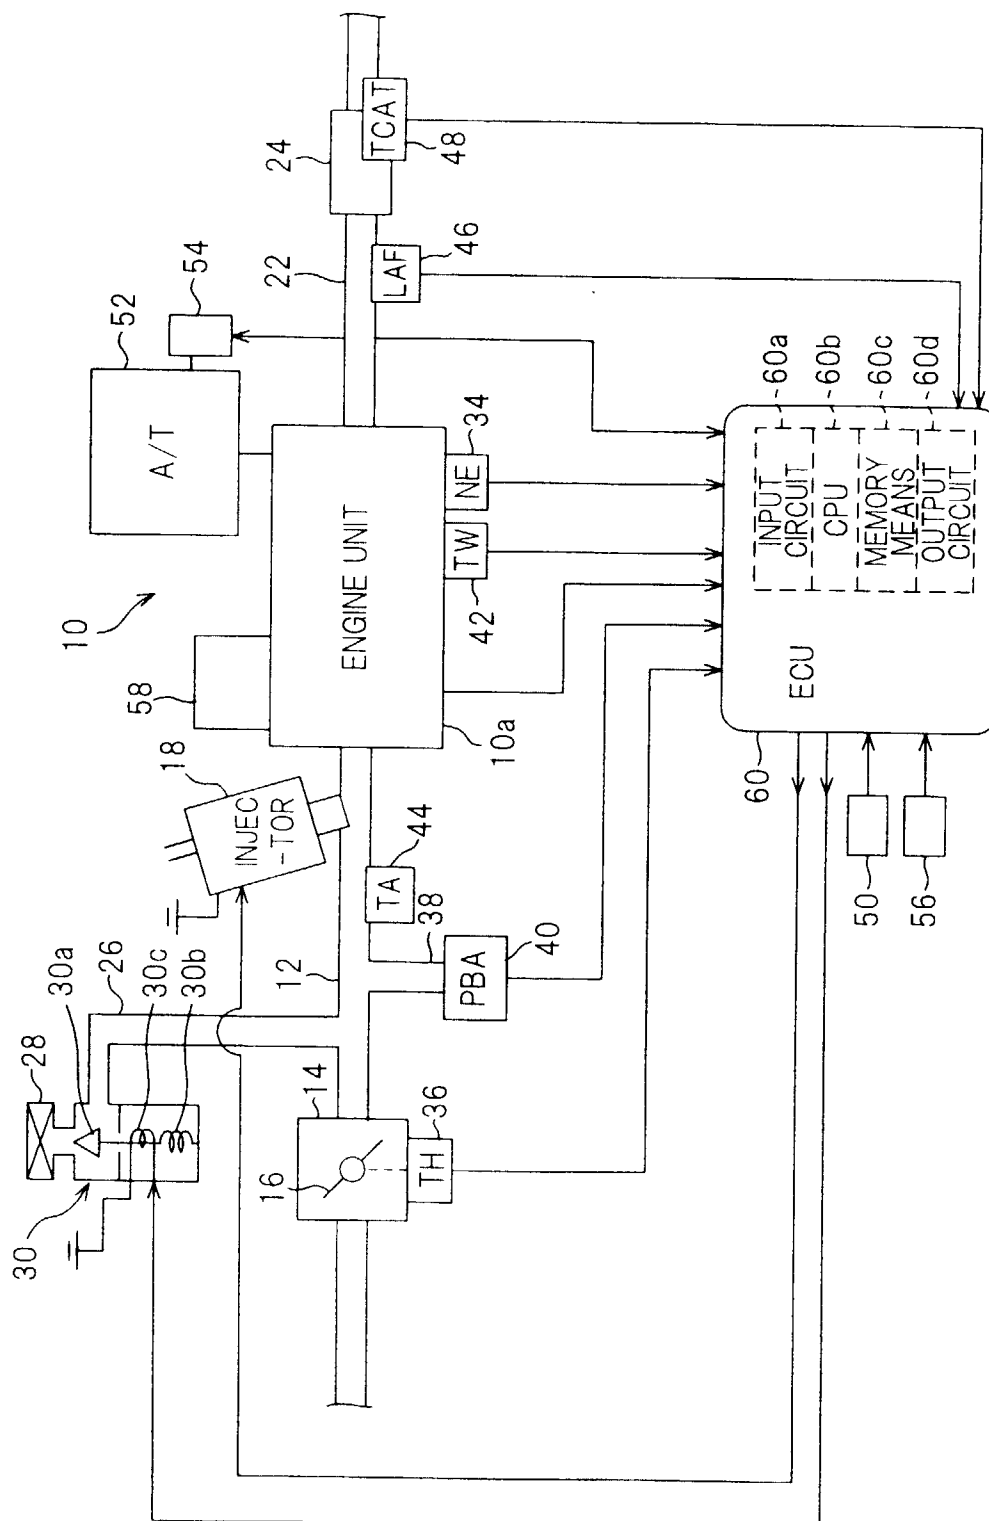 10
52
A/T
54
58
18
INJEC
-TOR
ENGINE UNIT
10a
22
24
TCAT
48
LAF
46
NE
34
TW
42
TA
44
38
PBA
40
12
26
28
30
30a
30c
30b
14
16
TH
36
60
ECU
INPUT
CIRCUIT
60a
CPU
60b
MEMORY
MEANS
60c
OUTPUT
CIRCUIT
60d
50
56